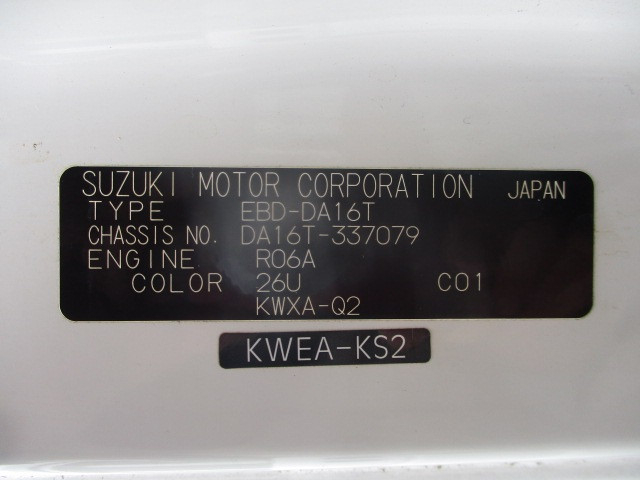 SUZUKI MOTOR CORPORATION JAPAN
TYPE EBD-DA16T
CHASSIS NO. DA16T-337079
ENGINE R06A
COLOR 26U C01
KWXA-Q2
KWEA-KS2